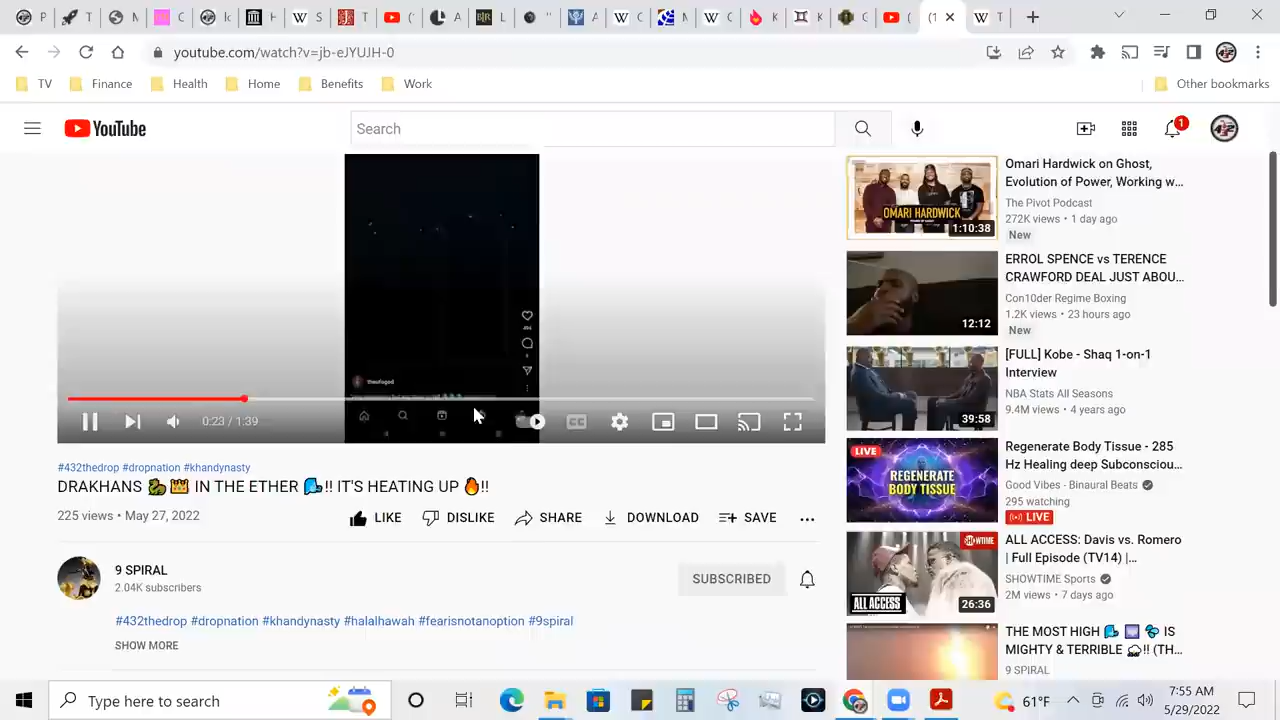 P
M
C
G
H
W S
T
(
C
A
B|R
W C
N
W C
K
K
C
(
(1
W T
youtube.com/watch?v=jb-eJYUJH-0
TV
Finance
Health
Home
Benefits
Work
Other bookmarks
YouTube
Search
1
theofogod
0:23 / 1:39
CC
#432thedrop #dropnation #khandynasty
DRAKHANS 🐉👑 IN THE ETHER 🌬!! IT'S HEATING UP 🔥!!
225 views • May 27, 2022
LIKE
DISLIKE
SHARE
DOWNLOAD
SAVE
9 SPIRAL
2.04K subscribers
SUBSCRIBED
#432thedrop #dropnation #khandynasty #halalhawah #fearisnotanoption #9spiral
SHOW MORE
OMARI HARDWICK
1:10:38
Omari Hardwick on Ghost,
Evolution of Power, Working w...
The Pivot Podcast
272K views • 1 day ago
New
12:12
ERROL SPENCE vs TERENCE
CRAWFORD DEAL JUST ABOU...
Con10der Regime Boxing
1.2K views • 23 hours ago
New
39:58
[FULL] Kobe - Shaq 1-on-1
Interview
NBA Stats All Seasons
9.4M views • 4 years ago
LIVE
REGENERATE
BODY TISSUE
Regenerate Body Tissue - 285
Hz Healing deep Subconsciou...
Good Vibes - Binaural Beats
295 watching
LIVE
SHOWTIME
ALL ACCESS
26:36
ALL ACCESS: Davis vs. Romero
| Full Episode (TV14) |...
SHOWTIME Sports
2M views • 7 days ago
THE MOST HIGH 🌬 🌌 🌪 IS
MIGHTY & TERRIBLE 🌩!! (TH...
9 SPIRAL
Type here to search
61°F
7:55 AM
5/29/2022